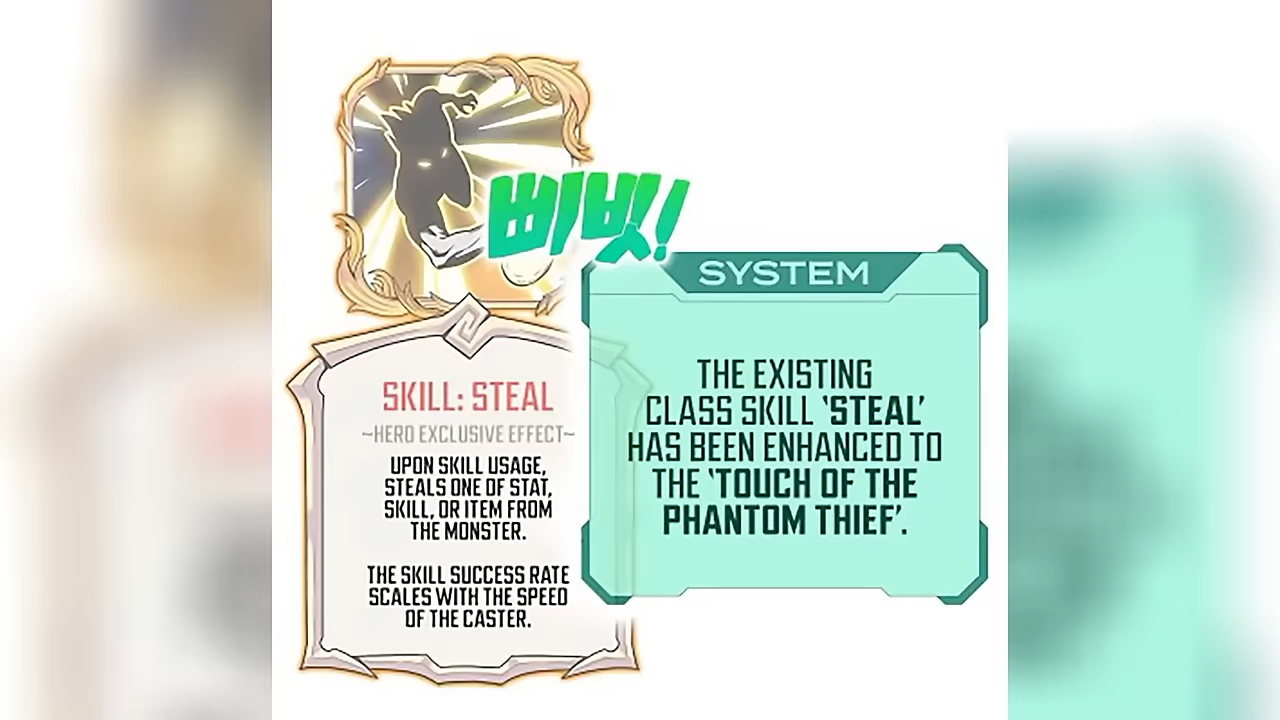 삐빗!
SYSTEM
SKILL: STEAL
~HERO EXCLUSIVE EFFECT~
UPON SKILL USAGE,
STEALS ONE OF STAT,
SKILL, OR ITEM FROM
THE MONSTER.
THE SKILL SUCCESS RATE
SCALES WITH THE SPEED
OF THE CASTER.
THE EXISTING
CLASS SKILL ‘STEAL’
HAS BEEN ENHANCED TO
THE ‘TOUCH OF THE
PHANTOM THIEF’.